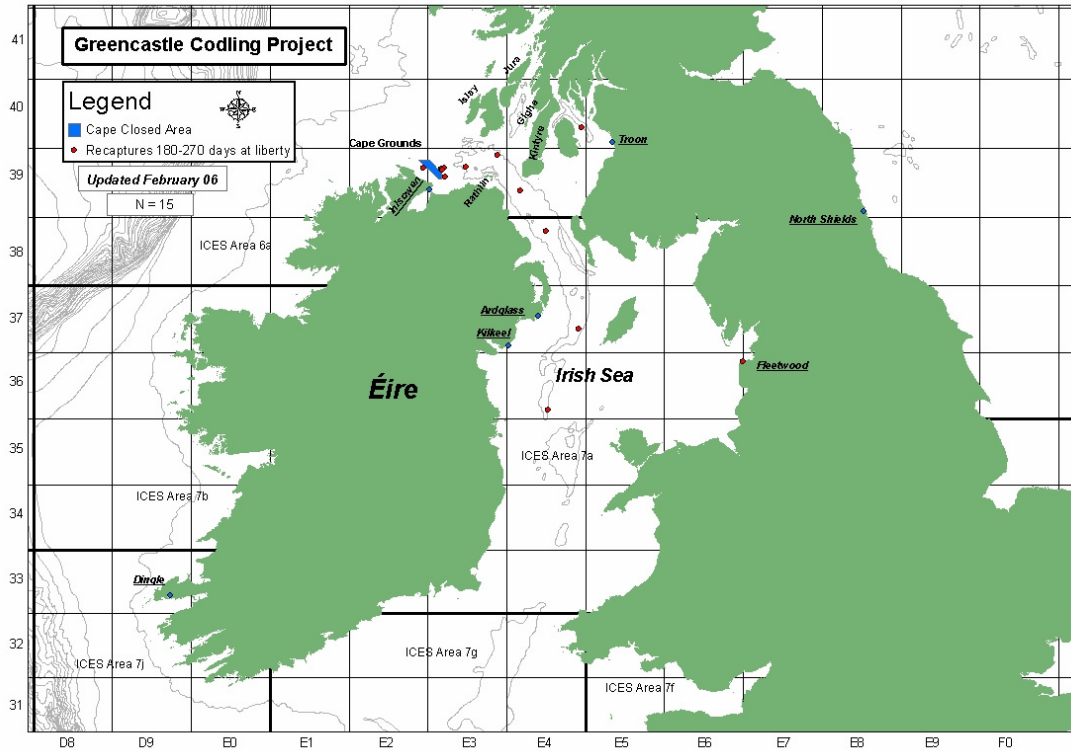 Greencastle Codling Project
Legend
Cape Closed Area
Recaptures 180-270 days at liberty
Updated February 06
N = 15
41
40
39
38
37
36
35
34
33
32
31
Jura
Islay
Gigha
Kintyre
Troon
Cape Grounds
Inisowen
Rathlin
North Shields
ICES Area 6a
Ardglass
Kilkeel
Fleetwood
Irish Sea
Éire
ICES Area 7a
ICES Area 7b
Dingle
ICES Area 7j
ICES Area 7g
ICES Area 7f
D8 D9 E0 E1 E2 E3 E4 E5 E6 E7 E8 E9 F0